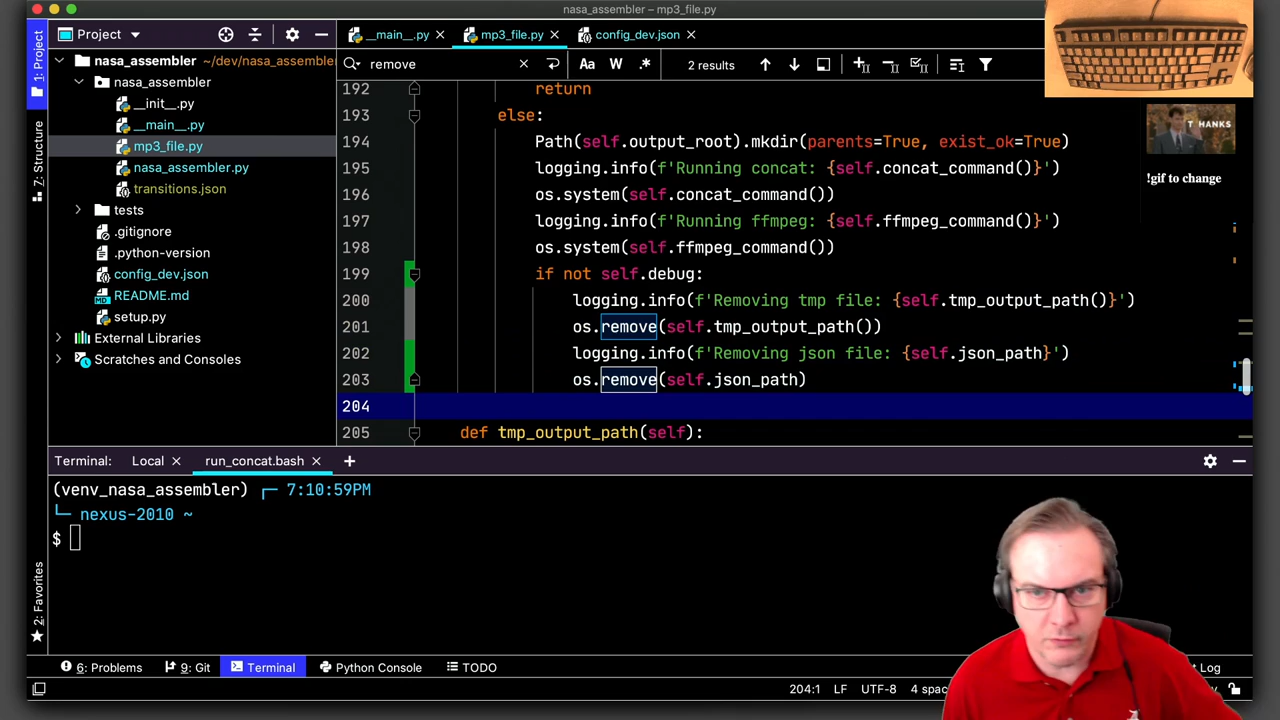 nasa_assembler – mp3_file.py
1: Project
Project
__main__.py
mp3_file.py
config_dev.json
nasa_assembler ~/dev/nasa_assembler
remove
Aa W .* 2 results
nasa_assembler
__init__.py
__main__.py
mp3_file.py
nasa_assembler.py
transitions.json
tests
.gitignore
.python-version
config_dev.json
README.md
setup.py
External Libraries
Scratches and Consoles
7: Structure
192 return
193 else:
194 Path(self.output_root).mkdir(parents=True, exist_ok=True)
195 logging.info(f'Running concat: {self.concat_command()}')
196 os.system(self.concat_command())
197 logging.info(f'Running ffmpeg: {self.ffmpeg_command()}')
198 os.system(self.ffmpeg_command())
199 if not self.debug:
200 logging.info(f'Removing tmp file: {self.tmp_output_path()}')
201 os.remove(self.tmp_output_path())
202 logging.info(f'Removing json file: {self.json_path}')
203 os.remove(self.json_path)
204
205 def tmp_output_path(self):
T HANKS
!gif to change
Terminal: Local run_concat.bash
(venv_nasa_assembler) 7:10:59PM
nexus-2010 ~
$
2: Favorites
6: Problems 9: Git Terminal Python Console TODO
Log
204:1 LF UTF-8 4 spac